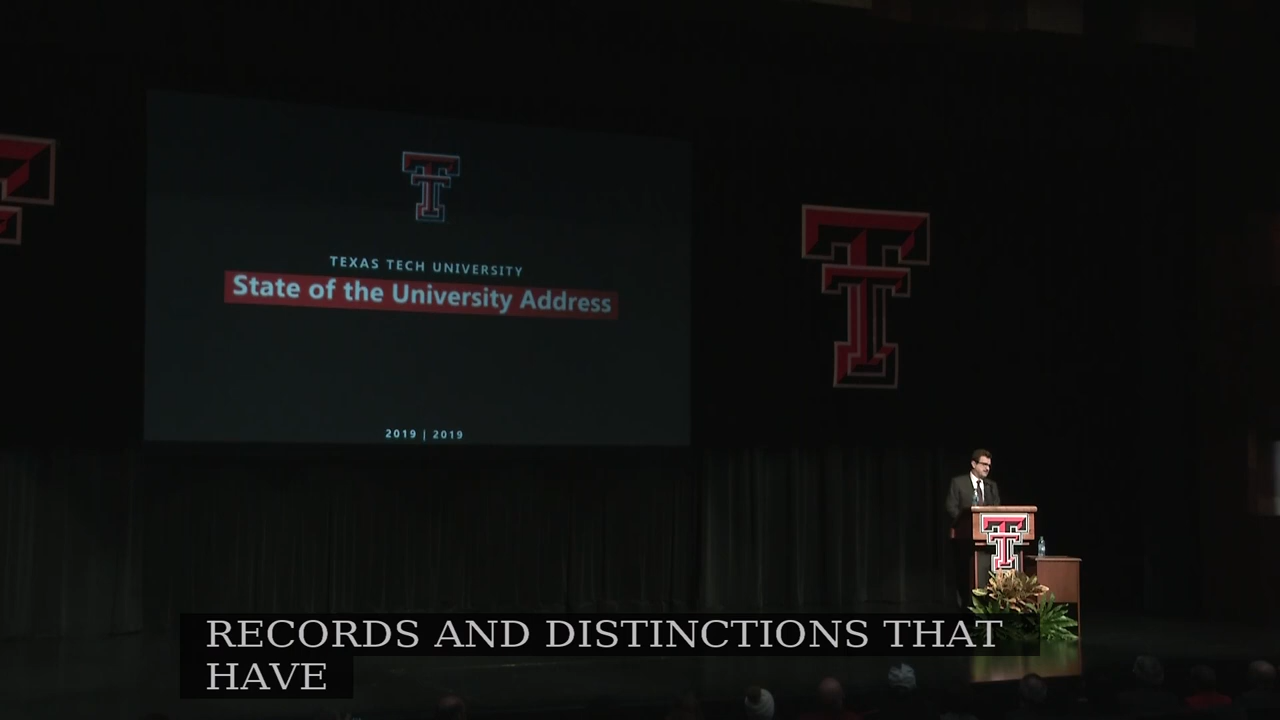 TEXAS TECH UNIVERSITY
State of the University Address
2019 | 2019
RECORDS AND DISTINCTIONS THAT
HAVE